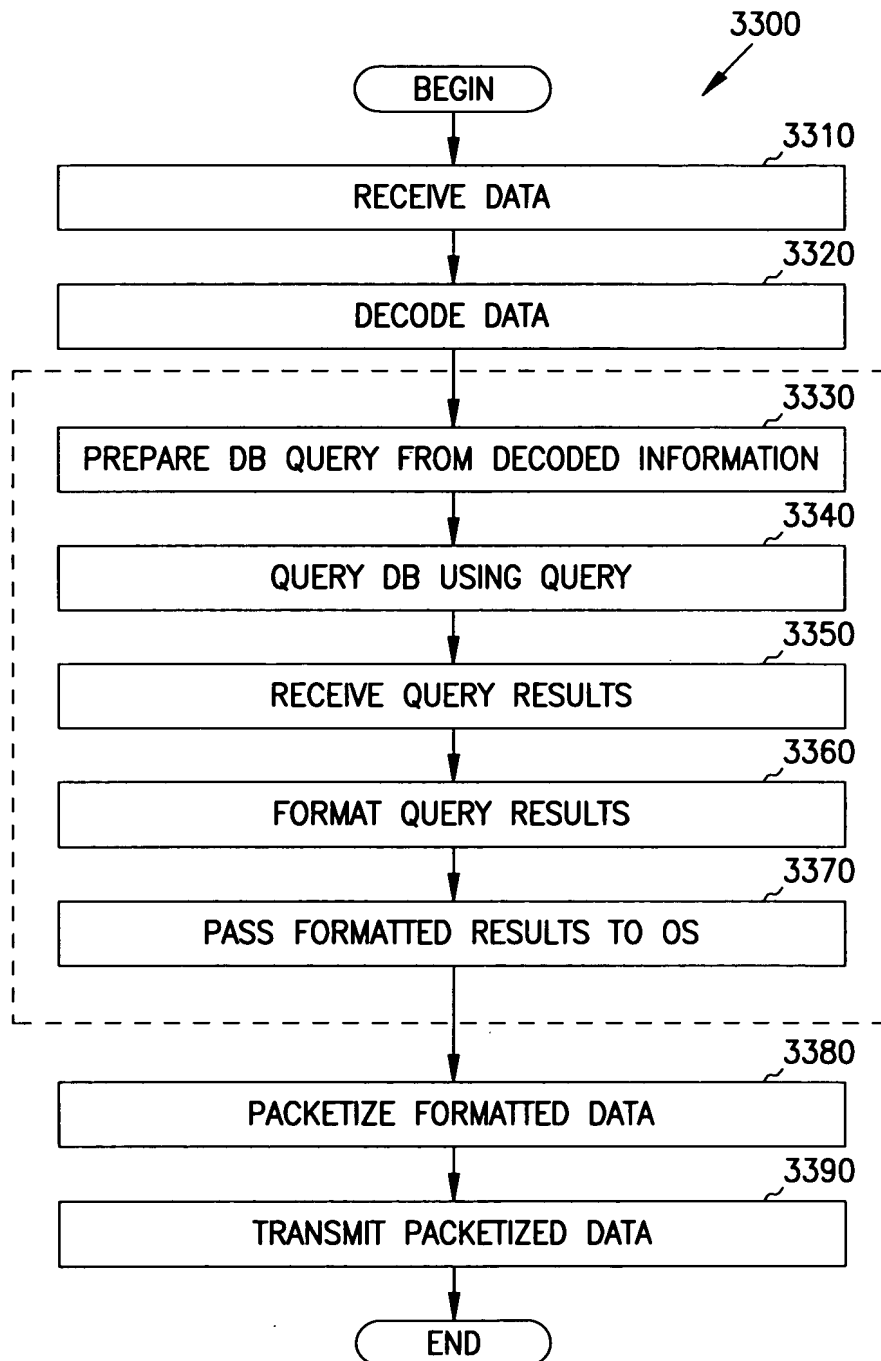 3300
BEGIN
3310
RECEIVE DATA
3320
DECODE DATA
3330
PREPARE DB QUERY FROM DECODED INFORMATION
3340
QUERY DB USING QUERY
3350
RECEIVE QUERY RESULTS
3360
FORMAT QUERY RESULTS
3370
PASS FORMATTED RESULTS TO OS
3380
PACKETIZE FORMATTED DATA
3390
TRANSMIT PACKETIZED DATA
END